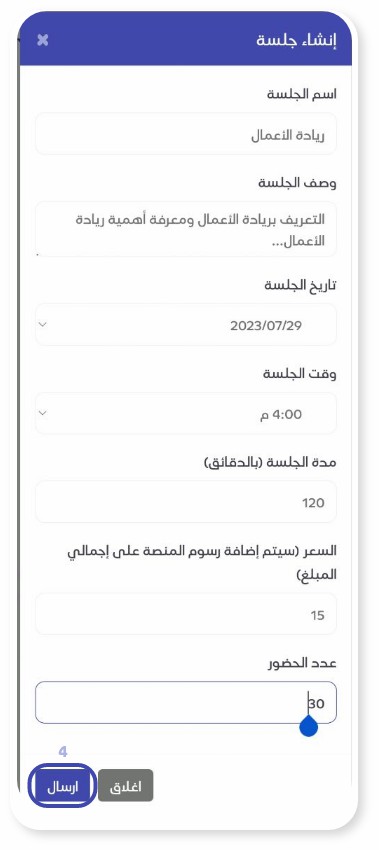 إنشاء جلسة ×
اسم الجلسة
ريادة الأعمال
وصف الجلسة
التعريف بريادة الأعمال ومعرفة أهمية ريادة
الأعمال...
تاريخ الجلسة
2023/07/29
وقت الجلسة
4:00 م
مدة الجلسة (بالدقائق)
120
السعر (سيتم إضافة رسوم المنصة على إجمالي
المبلغ)
15
عدد الحضور
30
4
اغلاق ارسال